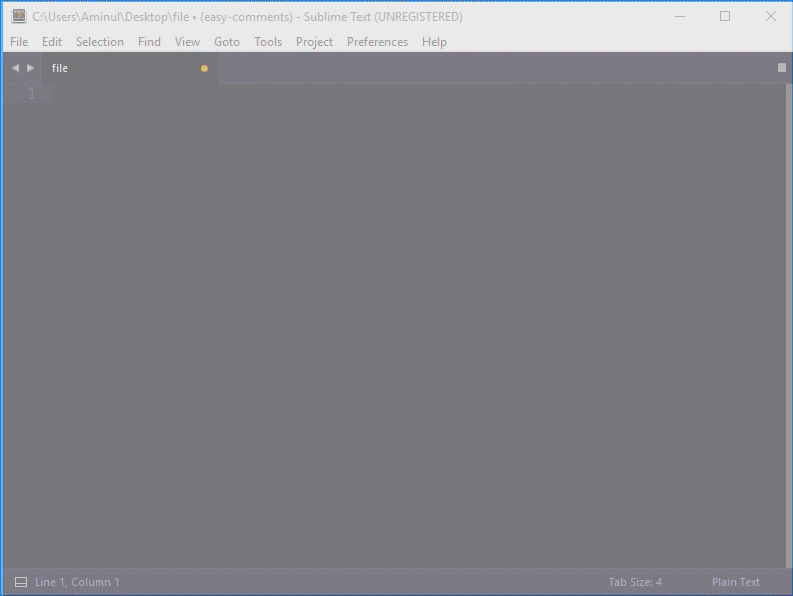 C:\Users\Aminul\Desktop\file • (easy-comments) - Sublime Text (UNREGISTERED)
File Edit Selection Find View Goto Tools Project Preferences Help
file
1
Line 1, Column 1 Tab Size: 4 Plain Text